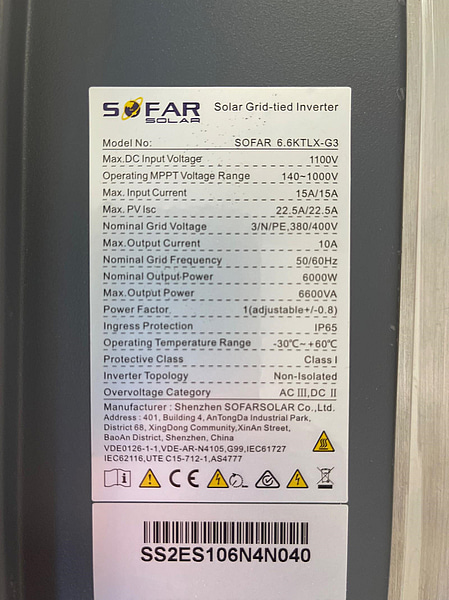 SOFAR
SOLAR
Solar Grid-tied Inverter
Model No: SOFAR 6.6KTLX-G3
Max.DC Input Voltage 1100V
Operating MPPT Voltage Range 140~1000V
Max. Input Current 15A/15A
Max. PV Isc 22.5A/22.5A
Nominal Grid Voltage 3/N/PE,380/400V
Max.Output Current 10A
Nominal Grid Frequency 50/60Hz
Nominal Output Power 6000W
Max.Output Power 6600VA
Power Factor 1(adjustable+/-0.8)
Ingress Protection IP65
Operating Temperature Range -30℃~+60℃
Protective Class Class I
Inverter Topology Non-Isolated
Overvoltage Category AC III,DC II
Manufacturer : Shenzhen SOFARSOLAR Co.,Ltd.
Address : 401, Building 4,AnTongDa Industrial Park,
District 68, XingDong Community,XinAn Street,
BaoAn District, Shenzhen, China
VDE0126-1-1,VDE-AR-N4105,G99,IEC61727
IEC62116,UTE C15-712-1,AS4777
CE
SS2ES106N4N040